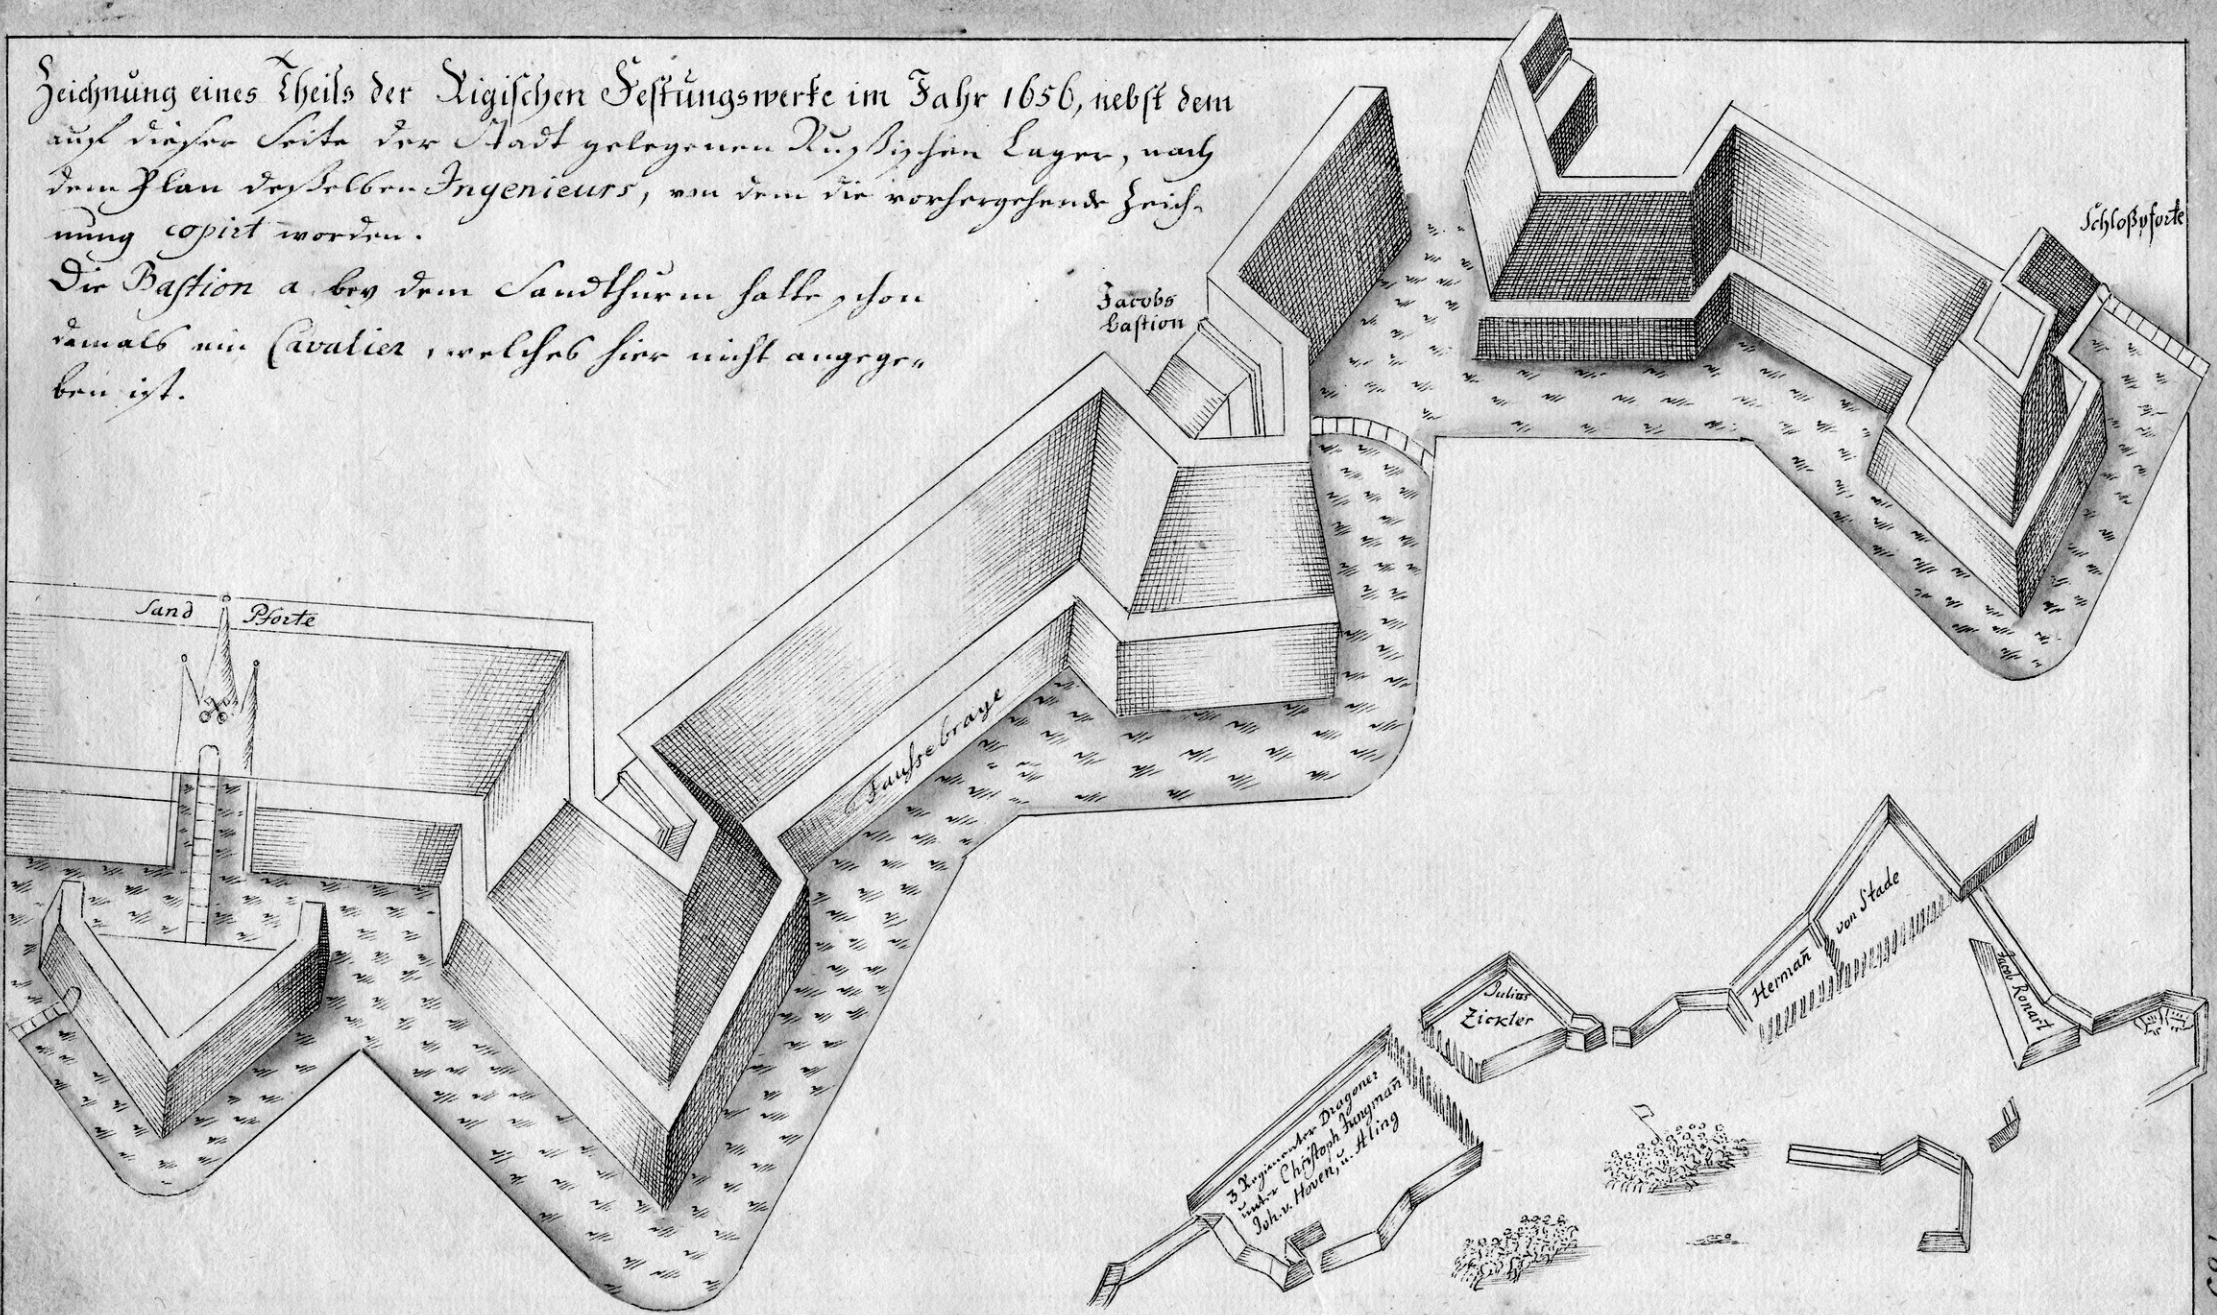 Zeichnung eines Theils der Rigischen Festungswerke im Jahr 1656, nebst dem
auf dieser Seite der Stadt gelegenen Rußischen Lager, nach
dem Plan desselben Ingenieurs, von dem die vorhergehende Zeich-
nung copirt worden.
Die Bastion a bey dem Sandthurm hatte schon
damals ein Cavalier, welches hier nicht angege-
ben ist.
Schloßpforte
Jacobs
bastion
Sand Pforte
Faussebraye
von Stade
Hermañ
Jacob Ronart
Julius
Zickler
3 Regimenter Dragoner
unter Christoph Jungmañ
Joh. v. Hoven, u. Aling